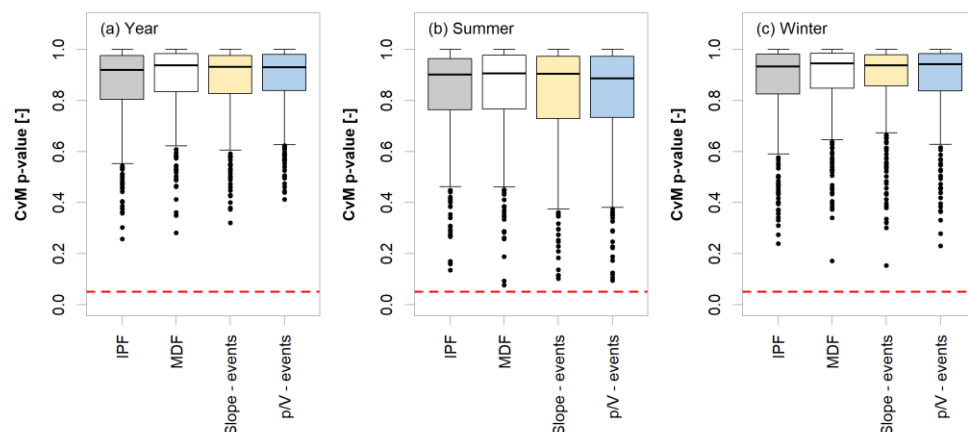 (a) Year
CvM p-value [-]
1.0
0.8
0.6
0.4
0.2
0.0
IPF
MDF
Slope - events
p/V - events
(b) Summer
CvM p-value [-]
1.0
0.8
0.6
0.4
0.2
0.0
IPF
MDF
Slope - events
p/V - events
(c) Winter
CvM p-value [-]
1.0
0.8
0.6
0.4
0.2
0.0
IPF
MDF
Slope - events
p/V - events